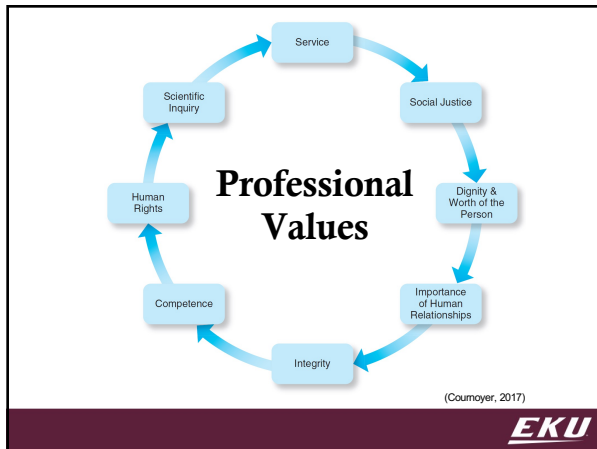 Service
Social Justice
Dignity &
Worth of the
Person
Importance
of Human
Relationships
Integrity
Competence
Human
Rights
Scientific
Inquiry
Professional
Values
(Cournoyer, 2017)
EKU